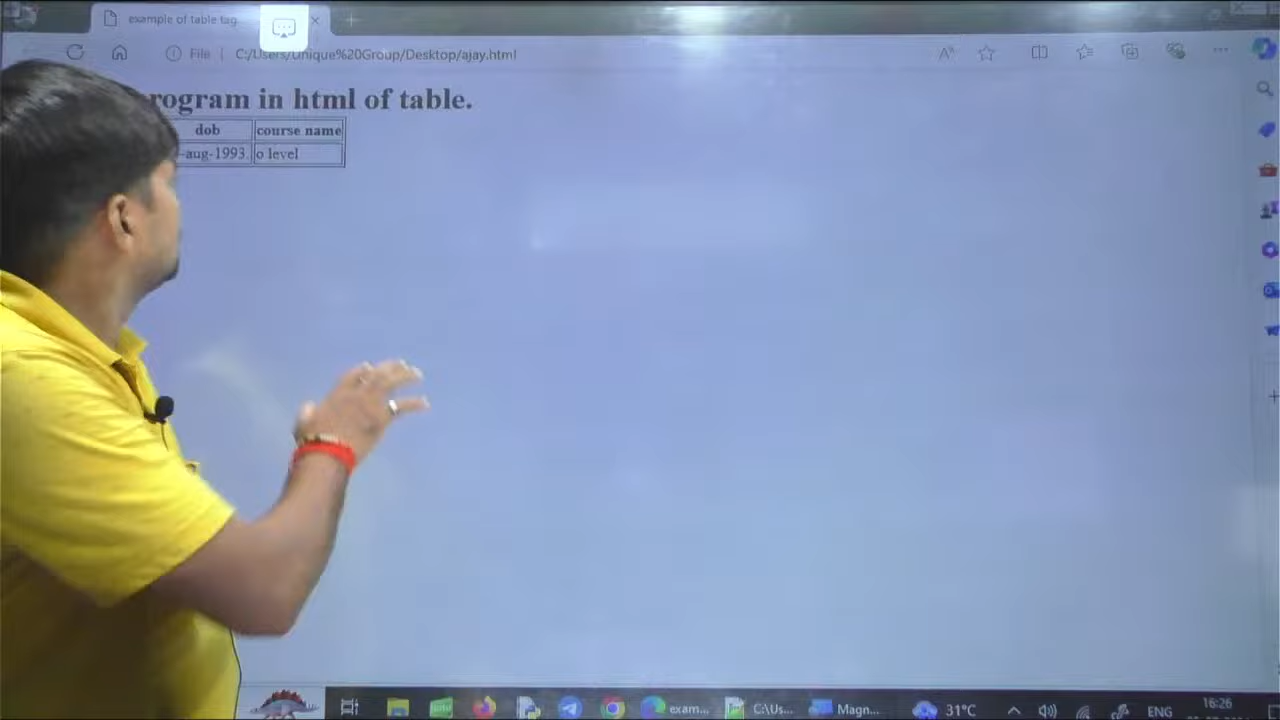 example of table tag
File | C:/Users/Unique%20Group/Desktop/ajay.html
rogram in html of table.
dob course name
-aug-1993 o level
exam... C:\Us... Magn... 31°C ENG 16:26